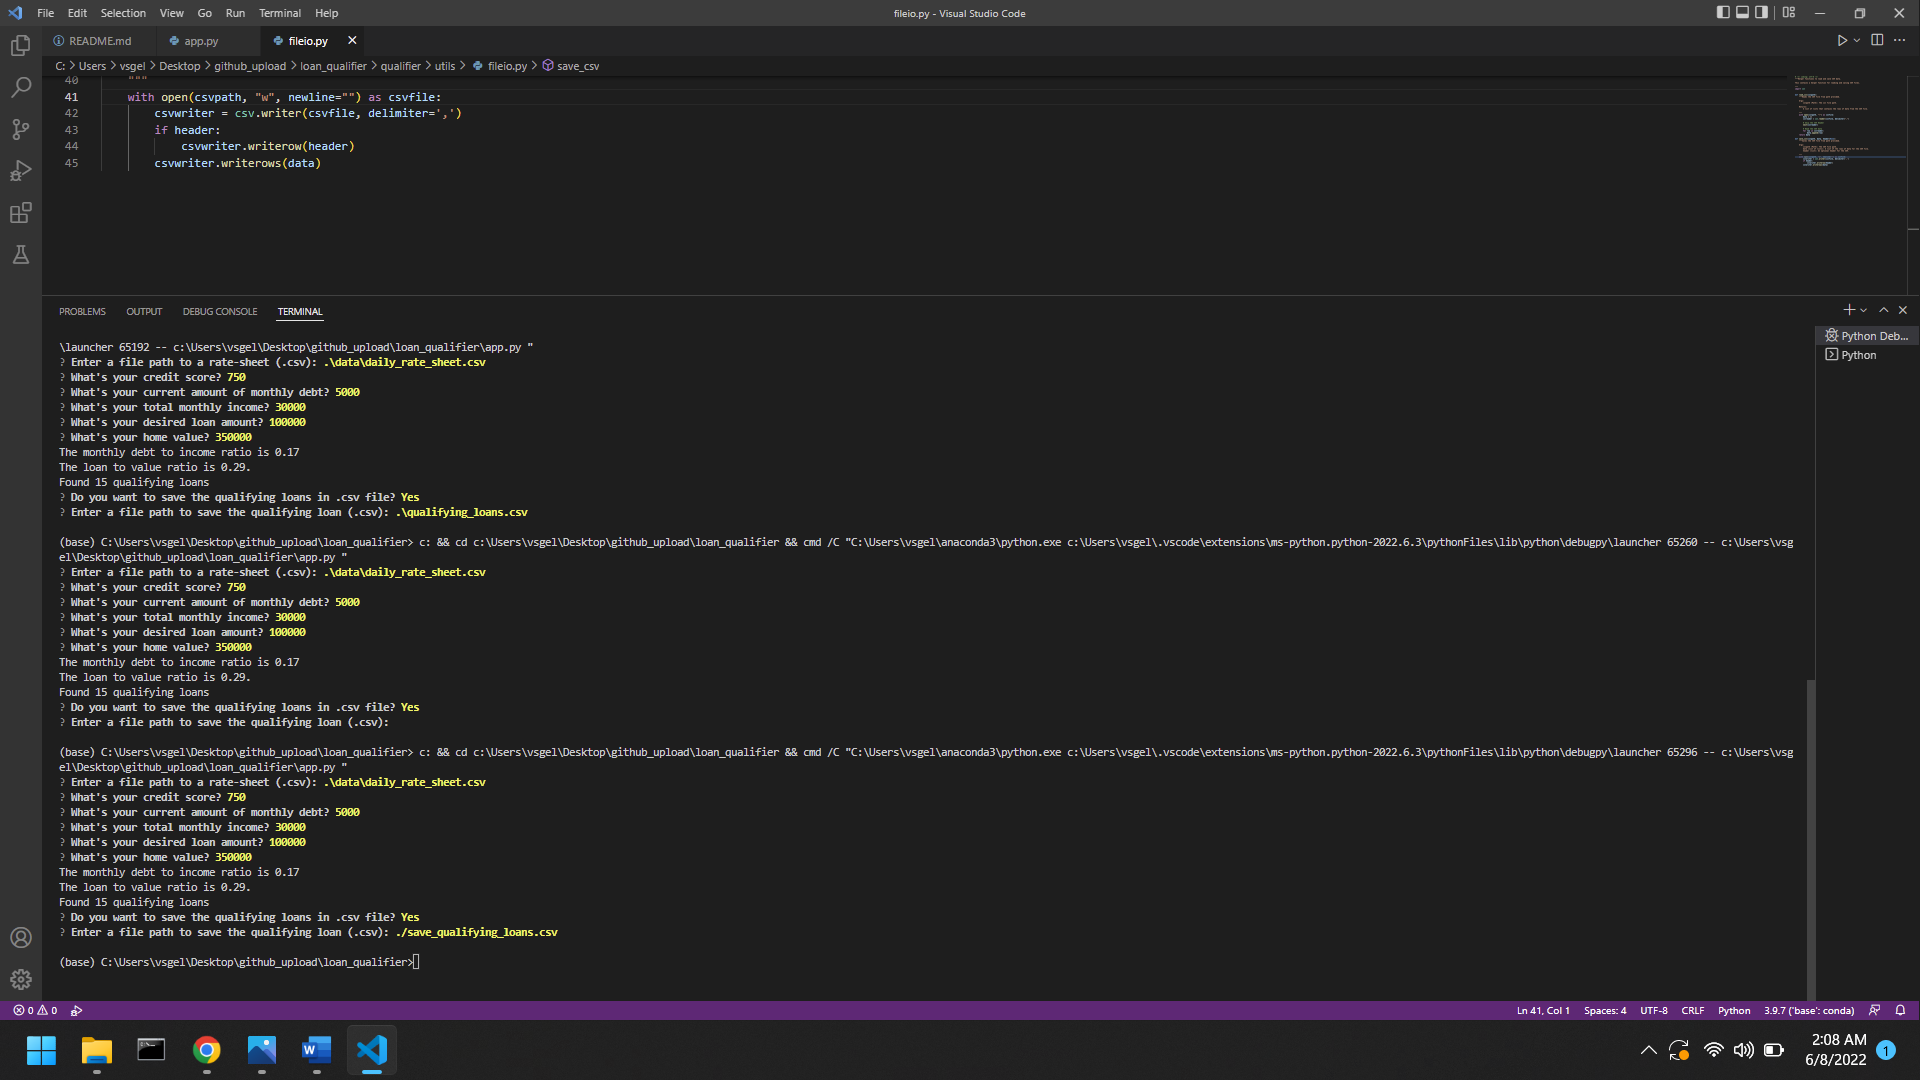 File Edit Selection View Go Run Terminal Help
fileio.py - Visual Studio Code
README.md app.py fileio.py
C: > Users > vsgel > Desktop > github_upload > loan_qualifier > qualifier > utils > fileio.py > save_csv
40 """
41 with open(csvpath, "w", newline="") as csvfile:
42 csvwriter = csv.writer(csvfile, delimiter=',')
43 if header:
44 csvwriter.writerow(header)
45 csvwriter.writerows(data)
PROBLEMS OUTPUT DEBUG CONSOLE TERMINAL
Python Deb...
Python
\launcher 65192 -- c:\Users\vsgel\Desktop\github_upload\loan_qualifier\app.py "
? Enter a file path to a rate-sheet (.csv): .\data\daily_rate_sheet.csv
? What's your credit score? 750
? What's your current amount of monthly debt? 5000
? What's your total monthly income? 30000
? What's your desired loan amount? 100000
? What's your home value? 350000
The monthly debt to income ratio is 0.17
The loan to value ratio is 0.29.
Found 15 qualifying loans
? Do you want to save the qualifying loans in .csv file? Yes
? Enter a file path to save the qualifying loan (.csv): .\qualifying_loans.csv
(base) C:\Users\vsgel\Desktop\github_upload\loan_qualifier> c: && cd c:\Users\vsgel\Desktop\github_upload\loan_qualifier && cmd /C "C:\Users\vsgel\anaconda3\python.exe c:\Users\vsgel\.vscode\extensions\ms-python.python-2022.6.3\pythonFiles\lib\python\debugpy\launcher 65260 -- c:\Users\vsg
el\Desktop\github_upload\loan_qualifier\app.py "
? Enter a file path to a rate-sheet (.csv): .\data\daily_rate_sheet.csv
? What's your credit score? 750
? What's your current amount of monthly debt? 5000
? What's your total monthly income? 30000
? What's your desired loan amount? 100000
? What's your home value? 350000
The monthly debt to income ratio is 0.17
The loan to value ratio is 0.29.
Found 15 qualifying loans
? Do you want to save the qualifying loans in .csv file? Yes
? Enter a file path to save the qualifying loan (.csv):
(base) C:\Users\vsgel\Desktop\github_upload\loan_qualifier> c: && cd c:\Users\vsgel\Desktop\github_upload\loan_qualifier && cmd /C "C:\Users\vsgel\anaconda3\python.exe c:\Users\vsgel\.vscode\extensions\ms-python.python-2022.6.3\pythonFiles\lib\python\debugpy\launcher 65296 -- c:\Users\vsg
el\Desktop\github_upload\loan_qualifier\app.py "
? Enter a file path to a rate-sheet (.csv): .\data\daily_rate_sheet.csv
? What's your credit score? 750
? What's your current amount of monthly debt? 5000
? What's your total monthly income? 30000
? What's your desired loan amount? 100000
? What's your home value? 350000
The monthly debt to income ratio is 0.17
The loan to value ratio is 0.29.
Found 15 qualifying loans
? Do you want to save the qualifying loans in .csv file? Yes
? Enter a file path to save the qualifying loan (.csv): ./save_qualifying_loans.csv
(base) C:\Users\vsgel\Desktop\github_upload\loan_qualifier>
0 0 Ln 41, Col 1 Spaces: 4 UTF-8 CRLF Python 3.9.7 ('base': conda)
2:08 AM
6/8/2022 1